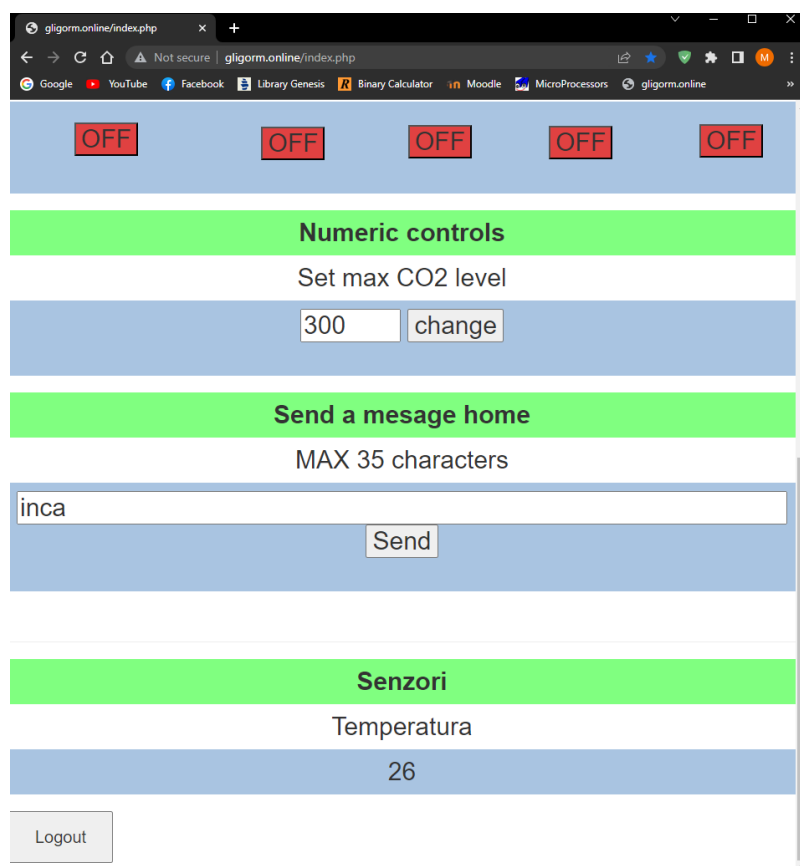 gligorm.online/index.php
Not secure gligorm.online/index.php M
Google YouTube Facebook Library Genesis R Binary Calculator Moodle MicroProcessors gligorm.online »
OFF OFF OFF OFF OFF
Numeric controls
Set max CO2 level
300 change
Send a mesage home
MAX 35 characters
inca
Send
Senzori
Temperatura
26
Logout